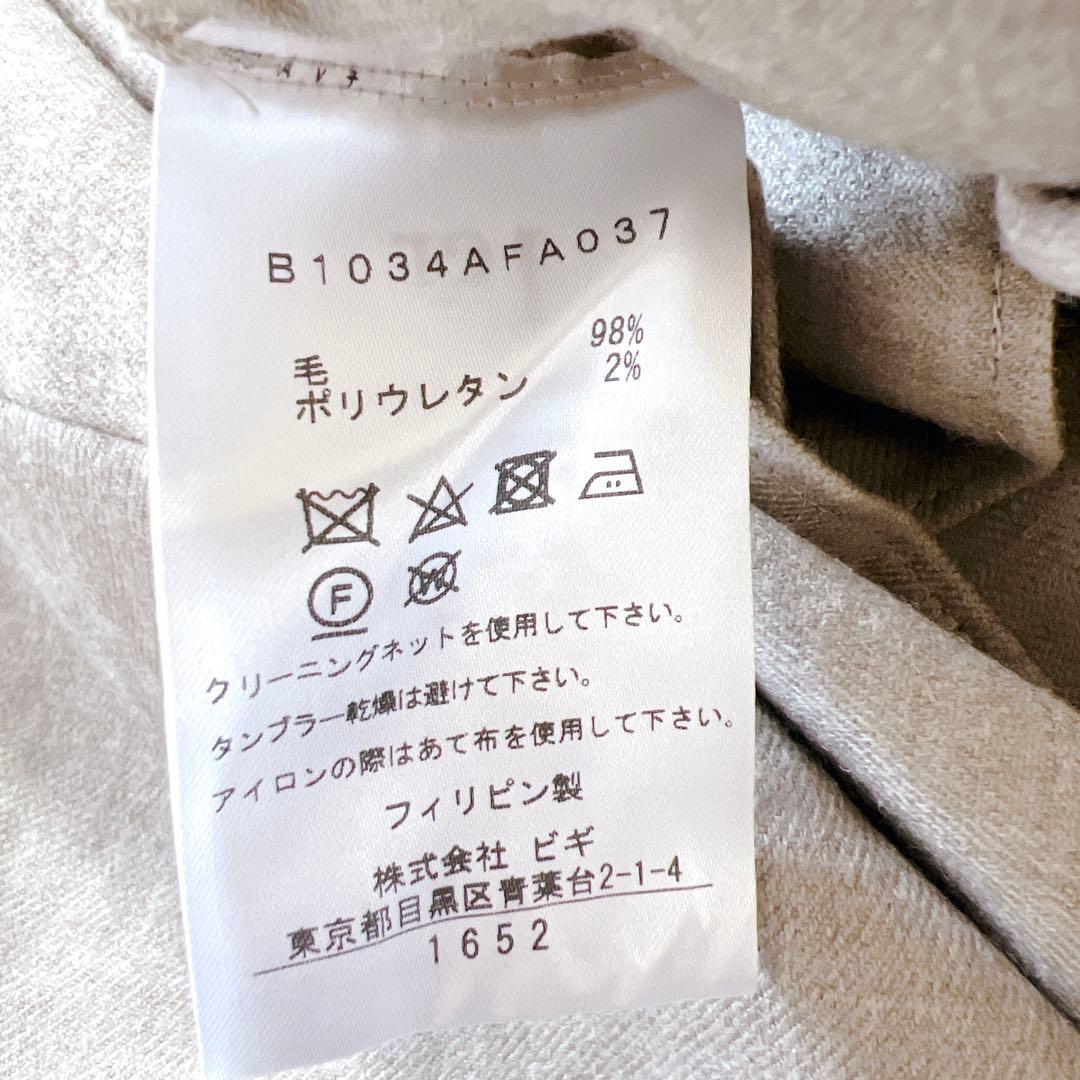 B1034AFA037
毛 98%
ポリウレタン 2%
F
W
クリーニングネットを使用して下さい。
タンブラー乾燥は避けて下さい。
アイロンの際はあて布を使用して下さい。
フィリピン製
株式会社 ビギ
東京都目黒区青葉台2-1-4
1652